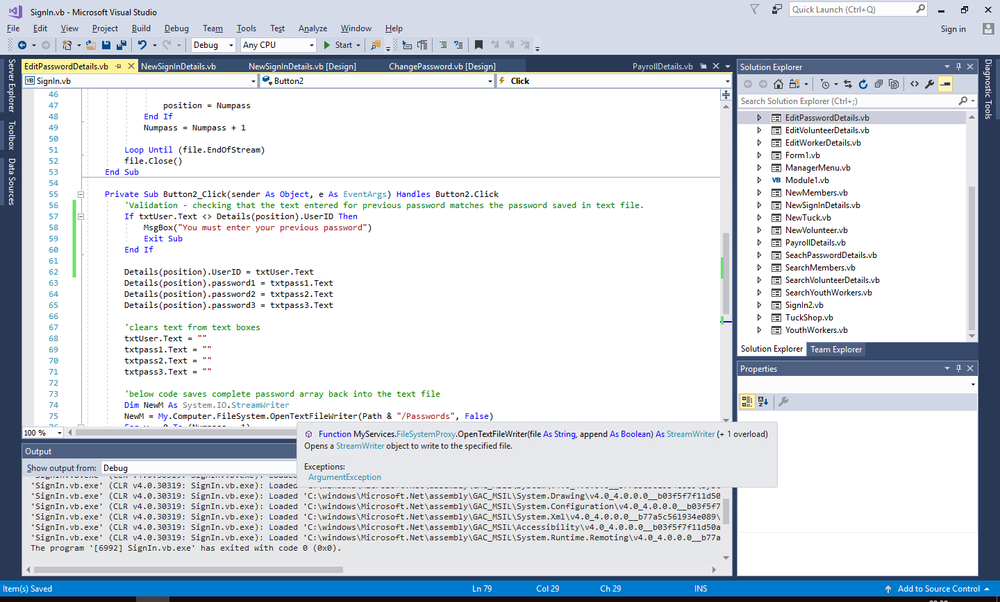 SignIn.vb - Microsoft Visual Studio
Quick Launch (Ctrl+Q)
File Edit View Project Build Debug Team Tools Test Analyze Window Help
Sign in
Debug Any CPU Start
Server Explorer
Toolbox
Data Sources
EditPasswordDetails.vb NewSignInDetails.vb NewSignInDetails.vb [Design] ChangePassword.vb [Design] PayrollDetails.vb
VB SignIn.vb Button2 Click
46
47 position = Numpass
48 End If
49 Numpass = Numpass + 1
50
51 Loop Until (file.EndOfStream)
52 file.Close()
53 End Sub
54
55 Private Sub Button2_Click(sender As Object, e As EventArgs) Handles Button2.Click
56 'Validation - checking that the text entered for previous password matches the password saved in text file.
57 If txtUser.Text <> Details(position).UserID Then
58 MsgBox("You must enter your previous password")
59 Exit Sub
60 End If
61
62 Details(position).UserID = txtUser.Text
63 Details(position).password1 = txtpass1.Text
64 Details(position).password2 = txtpass2.Text
65 Details(position).password3 = txtpass3.Text
66
67 'clears text from text boxes
68 txtUser.Text = ""
69 txtpass1.Text = ""
70 txtpass2.Text = ""
71 txtpass3.Text = ""
72
73 'below code saves complete password array back into the text file
74 Dim NewM As System.IO.StreamWriter
75 NewM = My.Computer.FileSystem.OpenTextFileWriter(Path & "/Passwords", False)
100 %
Function MyServices.FileSystemProxy.OpenTextFileWriter(file As String, append As Boolean) As StreamWriter (+ 1 overload)
Opens a StreamWriter object to write to the specified file.
Exceptions:
ArgumentException
Output
Show output from: Debug
'SignIn.vb.exe' (CLR v4.0.30319: SignIn.vb.exe): Loaded
'SignIn.vb.exe' (CLR v4.0.30319: SignIn.vb.exe): Loaded
'SignIn.vb.exe' (CLR v4.0.30319: SignIn.vb.exe): Loaded 'C:\windows\Microsoft.Net\assembly\GAC_MSIL\System.Drawing\v4.0_4.0.0.0__b03f5f7f11d50
'SignIn.vb.exe' (CLR v4.0.30319: SignIn.vb.exe): Loaded 'C:\windows\Microsoft.Net\assembly\GAC_MSIL\System.Configuration\v4.0_4.0.0.0__b03f5f7
'SignIn.vb.exe' (CLR v4.0.30319: SignIn.vb.exe): Loaded 'C:\windows\Microsoft.Net\assembly\GAC_MSIL\System.Xml\v4.0_4.0.0.0__b77a5c561934e089\
'SignIn.vb.exe' (CLR v4.0.30319: SignIn.vb.exe): Loaded 'C:\windows\Microsoft.Net\assembly\GAC_MSIL\Accessibility\v4.0_4.0.0.0__b03f5f7f11d50a
'SignIn.vb.exe' (CLR v4.0.30319: SignIn.vb.exe): Loaded 'C:\windows\Microsoft.Net\assembly\GAC_MSIL\System.Runtime.Remoting\v4.0_4.0.0.0__b77a
The program '[6992] SignIn.vb.exe' has exited with code 0 (0x0).
Solution Explorer
Search Solution Explorer (Ctrl+;)
EditPasswordDetails.vb
EditVolunteerDetails.vb
EditWorkerDetails.vb
Form1.vb
ManagerMenu.vb
VB Module1.vb
NewMembers.vb
NewSignInDetails.vb
NewTuck.vb
NewVolunteer.vb
PayrollDetails.vb
SeachPasswordDetails.vb
SearchMembers.vb
SearchVolunteerDetails.vb
SearchYouthWorkers.vb
SignIn2.vb
TuckShop.vb
YouthWorkers.vb
Solution Explorer Team Explorer
Properties
Diagnostic Tools
Item(s) Saved Ln 79 Col 29 Ch 29 INS Add to Source Control